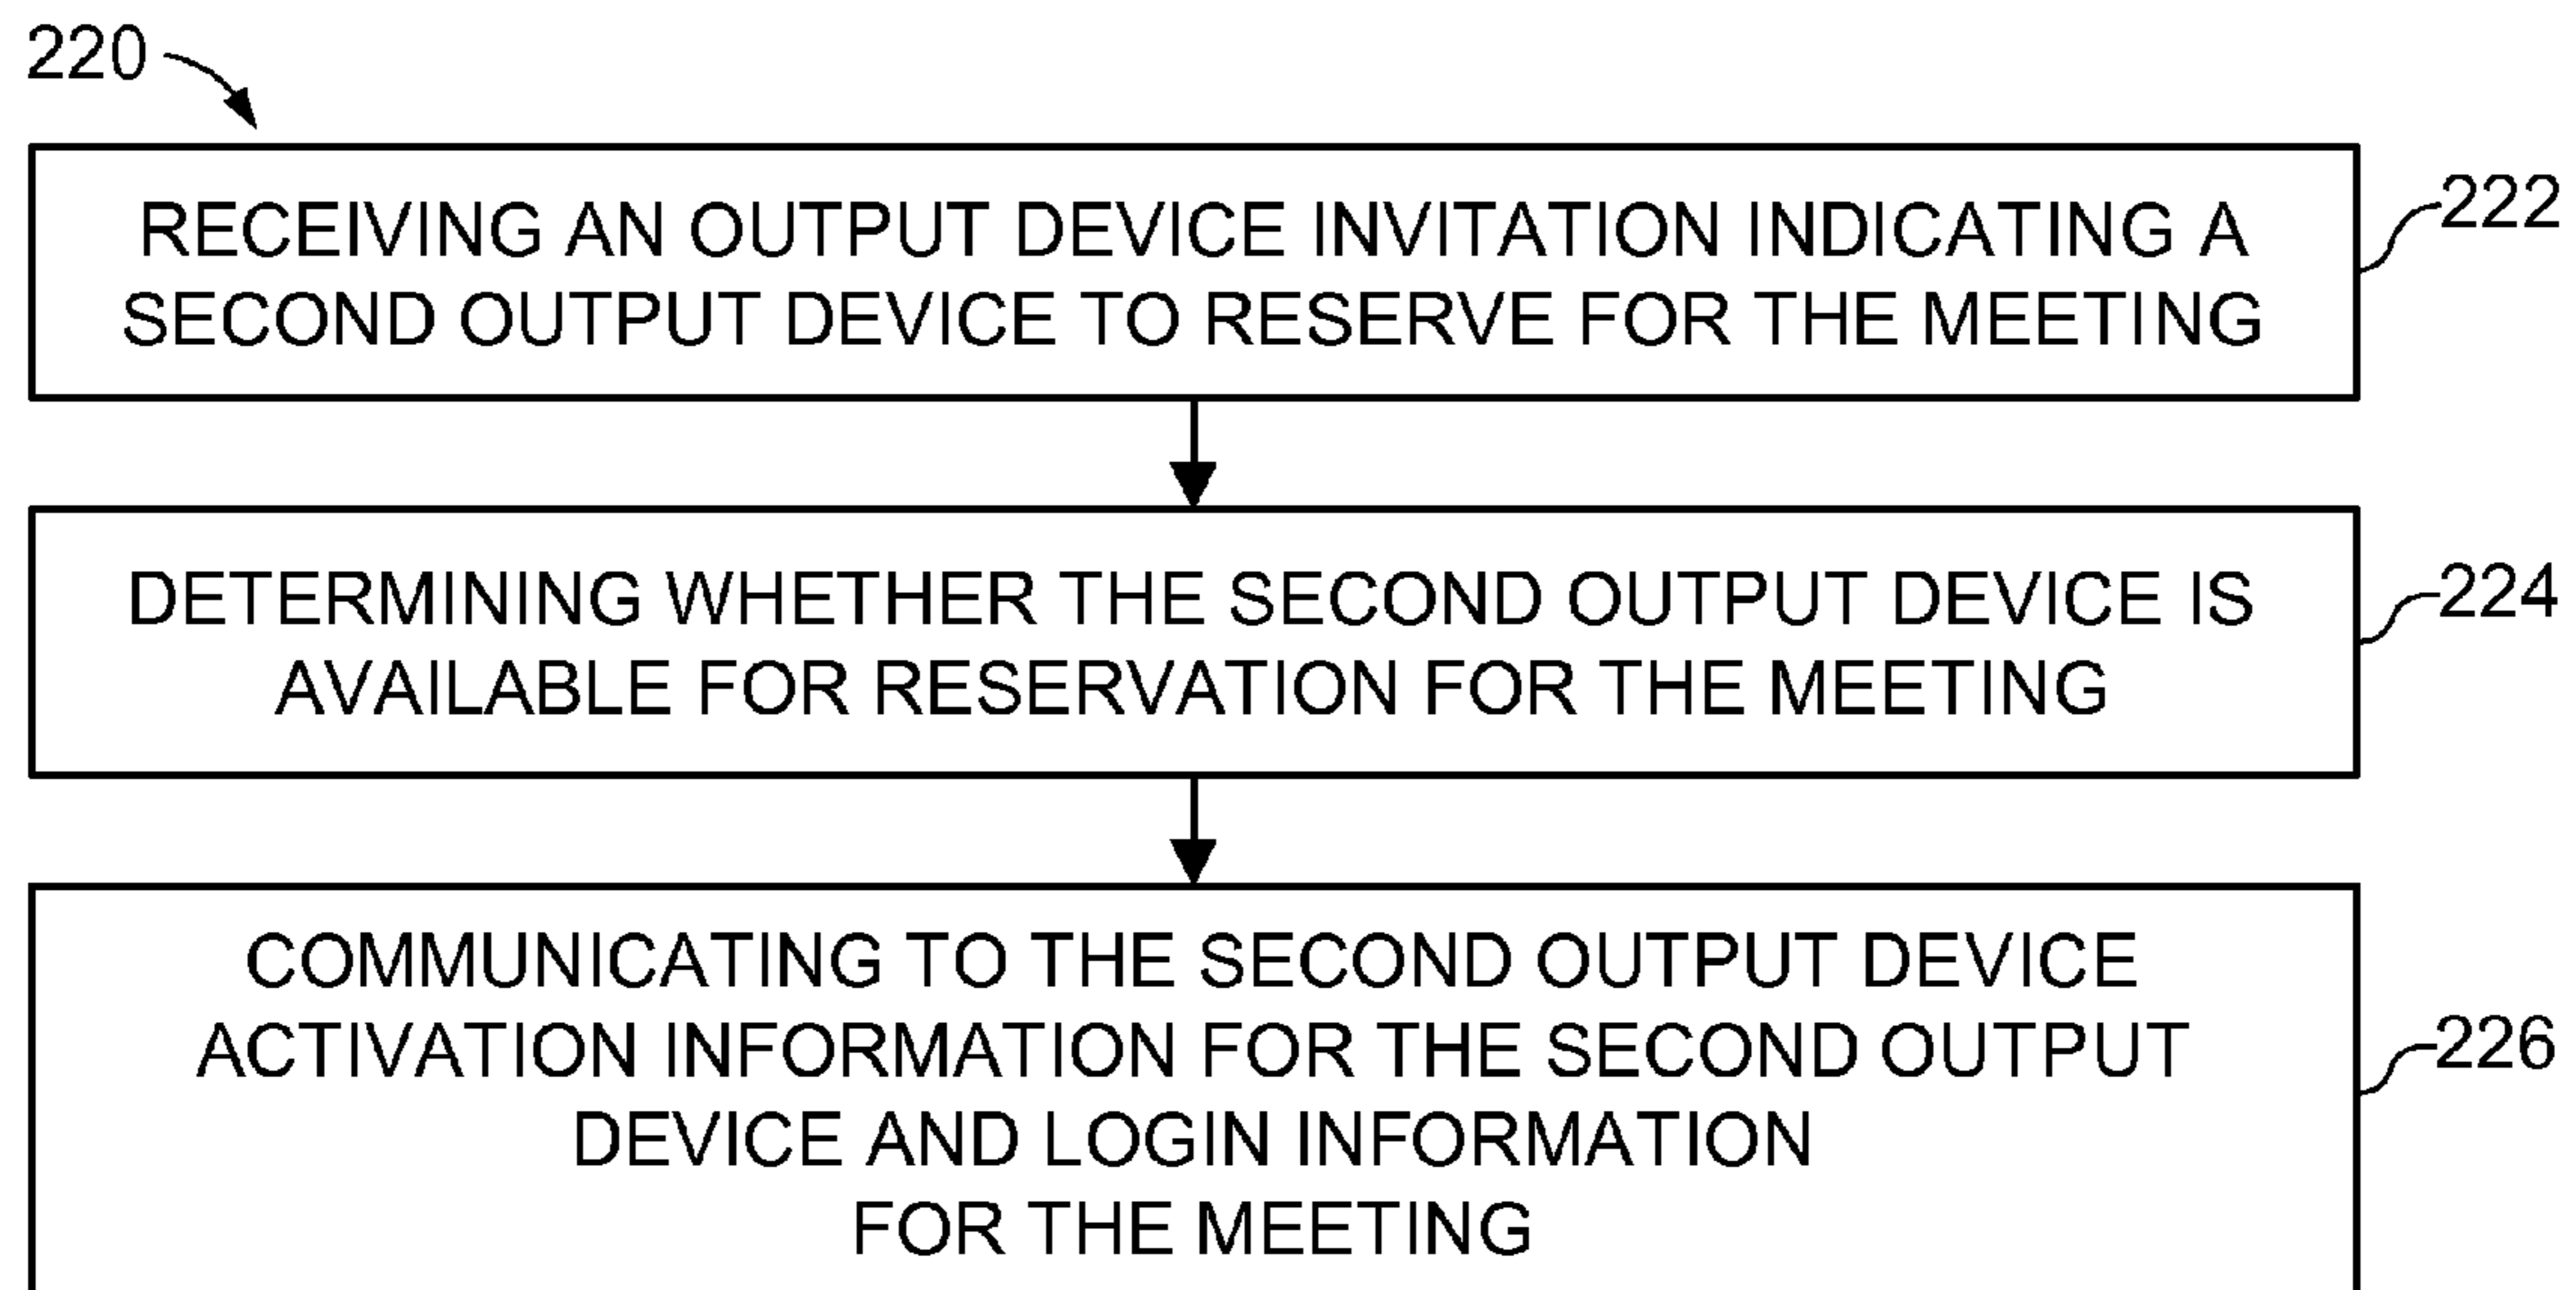 220
RECEIVING AN OUTPUT DEVICE INVITATION INDICATING A
SECOND OUTPUT DEVICE TO RESERVE FOR THE MEETING
222
DETERMINING WHETHER THE SECOND OUTPUT DEVICE IS
AVAILABLE FOR RESERVATION FOR THE MEETING
224
COMMUNICATING TO THE SECOND OUTPUT DEVICE
ACTIVATION INFORMATION FOR THE SECOND OUTPUT
DEVICE AND LOGIN INFORMATION
FOR THE MEETING
226